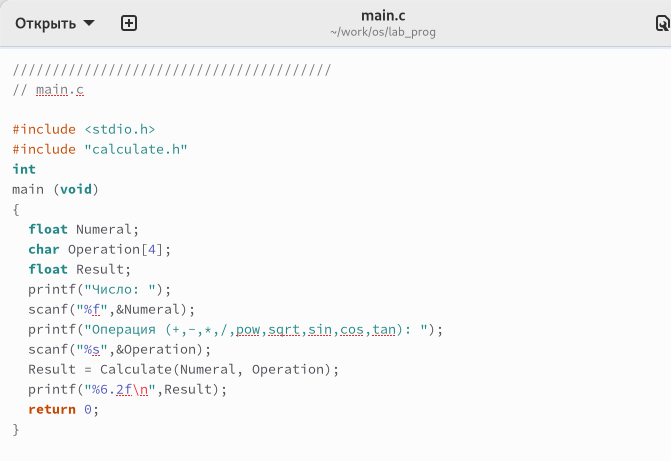 Открыть
main.c
~/work/os/lab_prog
////////////////////////////////////////
// main.c
#include <stdio.h>
#include "calculate.h"
int
main (void)
{
float Numeral;
char Operation[4];
float Result;
printf("Число: ");
scanf("%f",&Numeral);
printf("Операция (+,-,*,/,pow,sqrt,sin,cos,tan): ");
scanf("%s",&Operation);
Result = Calculate(Numeral, Operation);
printf("%6.2f\n",Result);
return 0;
}